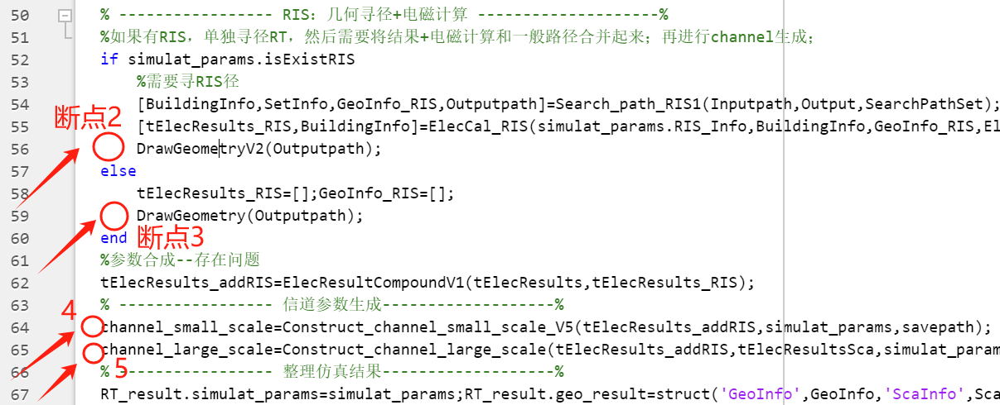 50 % ---------------- RIS：几何寻径+电磁计算 -------------------%
51 %如果有RIS，单独寻径RT，然后需要将结果+电磁计算和一般路径合并起来；再进行channel生成；
52 if simulat_params.isExistRIS
53 %需要寻RIS径
54 [BuildingInfo,SetInfo,GeoInfo_RIS,Outputpath]=Search_path_RIS1(Inputpath,Output,SearchPathSet);
断点2
55 [tElecResults_RIS,BuildingInfo]=ElecCal_RIS(simulat_params.RIS_Info,BuildingInfo,GeoInfo_RIS,El
56 DrawGeometryV2(Outputpath);
57 else
58 tElecResults_RIS=[];GeoInfo_RIS=[];
59 DrawGeometry(Outputpath);
60 end
断点3
61 %参数合成--存在问题
62 tElecResults_addRIS=ElecResultCompoundV1(tElecResults,tElecResults_RIS);
63 % ---------------- 信道参数生成------------------%
4
64 channel_small_scale=Construct_channel_small_scale_V5(tElecResults_addRIS,simulat_params,savepath);
65 channel_large_scale=Construct_channel_large_scale(tElecResults_addRIS,tElecResultsSca,simulat_param
5
66 % ---------------- 整理仿真结果------------------%
67 RT_result.simulat_params=simulat_params;RT_result.geo_result=struct('GeoInfo',GeoInfo,'ScaInfo',Sca